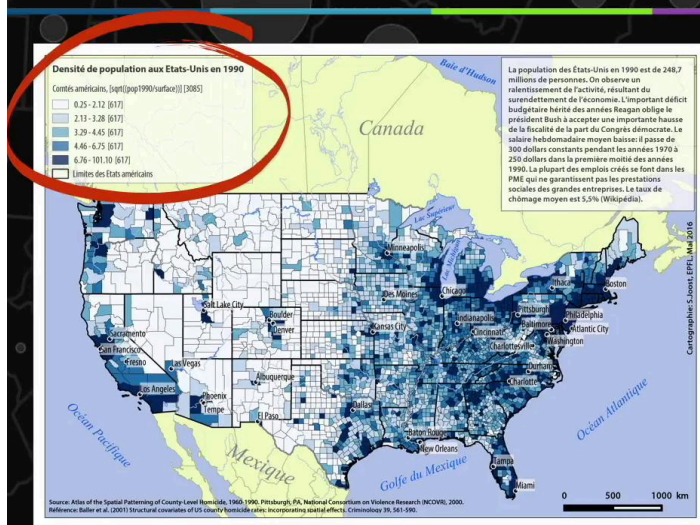 Densité de population aux Etats-Unis en 1990
Comtés américains, [sqrt((pop1990/surface))] [3085]
0.25 - 2.12 [617]
2.13 - 3.28 [617]
3.29 - 4.45 [617]
4.46 - 6.75 [617]
6.76 - 101.10 [617]
Limites des États américains
La population des États-Unis en 1990 est de 248,7
millions de personnes. On observe un
ralentissement de l'activité, résultant du
surendettement de l'économie. L'important déficit
budgétaire hérité des années Reagan oblige le
président Bush à accepter une importante hausse
de la fiscalité de la part du Congrès démocrate. Le
salaire hebdomadaire moyen baisse: il passe de
300 dollars constants pendant les années 1970 à
250 dollars dans la première moitié des années
1990. La plupart des emplois créés se font dans les
PME qui ne garantissent pas les prestations
sociales des grandes entreprises. Le taux de
chômage moyen est 5,5% (Wikipédia).
Baie d'Hudson
Canada
Lac Supérieur
Lac Michigan
Minneapolis
Boston
Ithaca
Chicago
Des Moines
Salt Lake City
Boulder
Denver
Kansas City
Indianapolis
Cincinnati
Pittsburgh
Philadelphia
Baltimore
Atlantic City
Washington
Charlottesville
Sacramento
San Francisco
Fresno
Las Vegas
Durham
Charlotte
Los Angeles
Albuquerque
Phoenix
Tempe
El Paso
Dallas
Baton Rouge
New Orleans
Tampa
Miami
Océan Pacifique
Mexique
Golfe du Mexique
Océan Atlantique
Cartographie: S.Joost, EPFL, Mai 2016
0 500 1000 km
Source: Atlas of the Spatial Patterning of County-Level Homicide, 1960-1990. Pittsburgh, PA, National Consortium on Violence Research (NCOVR), 2000.
Référence: Baller et al. (2001) Structural covariates of US county homicide rates: incorporating spatial effects. Criminology 39, 561-590.